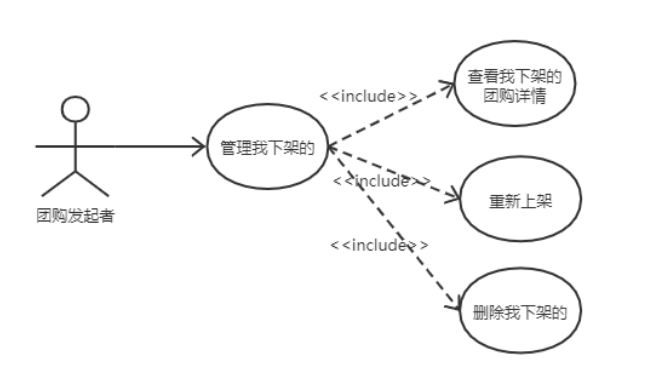 查看我下架的
团购详情
<<include>>
管理我下架的
<<include>>
重新上架
团购发起者
<<include>>
删除我下架的